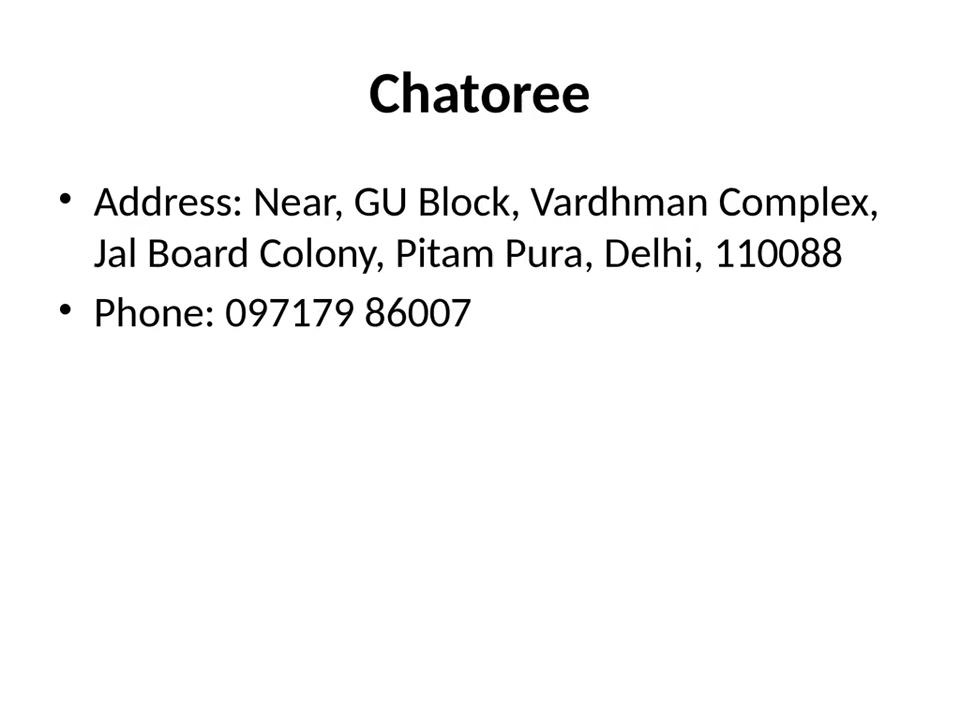 Chatoree
• Address: Near, GU Block, Vardhman Complex,
Jal Board Colony, Pitam Pura, Delhi, 110088
• Phone: 097179 86007